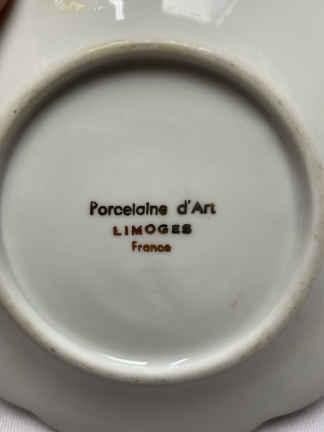 Porcelaine d'Art
LIMOGES
France